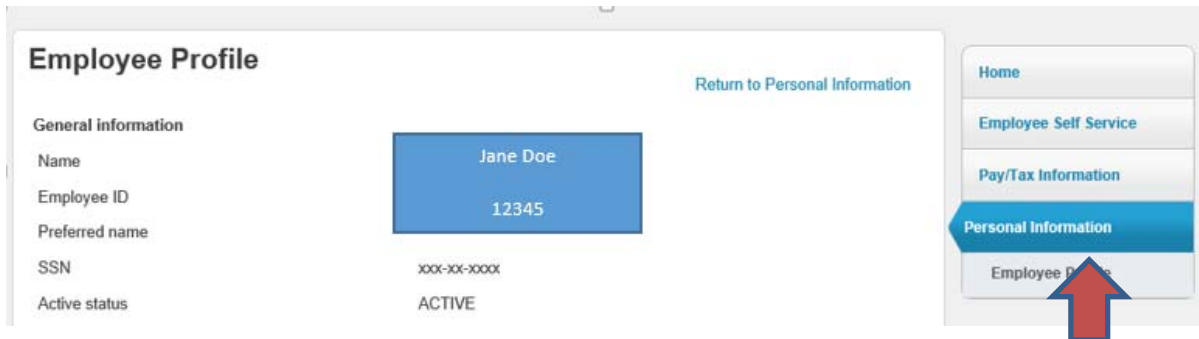 Employee Profile
Return to Personal Information
General information
Name
Jane Doe
Employee ID
12345
Preferred name
SSN
xxx-xx-xxxx
Active status
ACTIVE
Home
Employee Self Service
Pay/Tax Information
Personal Information
Employee